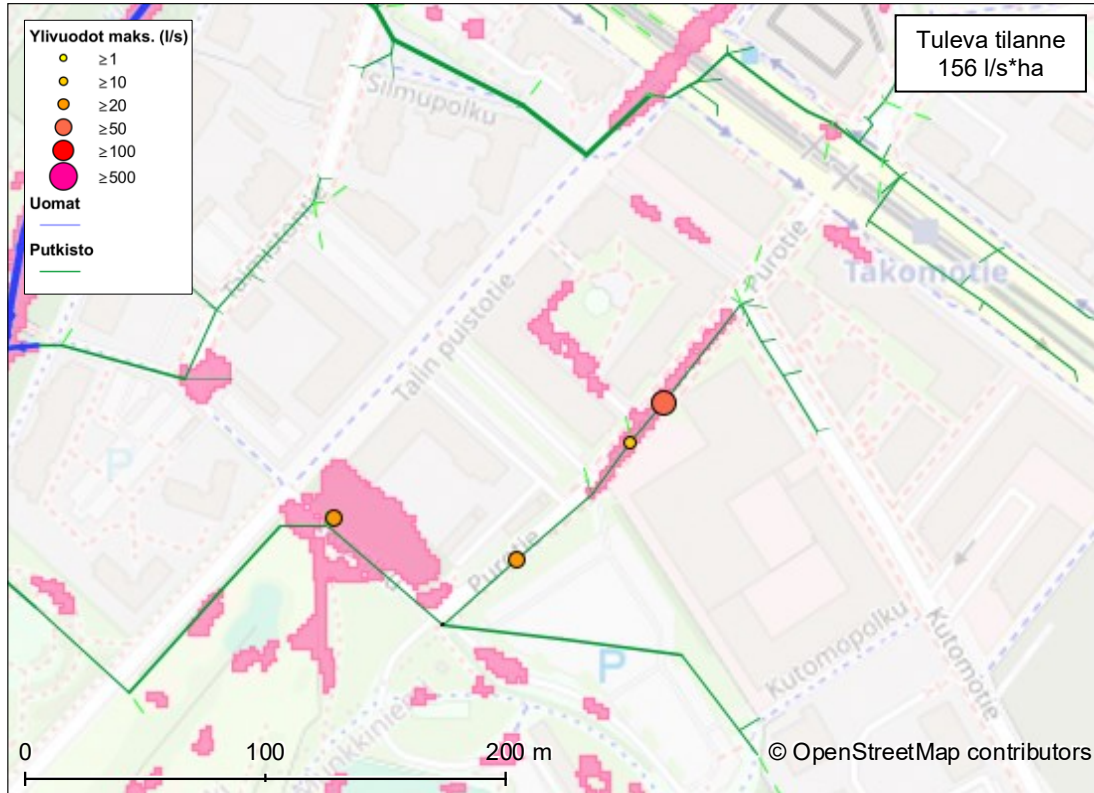 Ylivuodot maks. (l/s)
≥1
≥10
≥20
≥50
≥100
≥500
Uomat
Putkisto
Tuleva tilanne
156 l/s*ha
Silmupolku
Talin puistotie
Purotie
Takomotie
Purotie
P
P
Kutomopolku
Kutomotie
0
100
200 m
© OpenStreetMap contributors